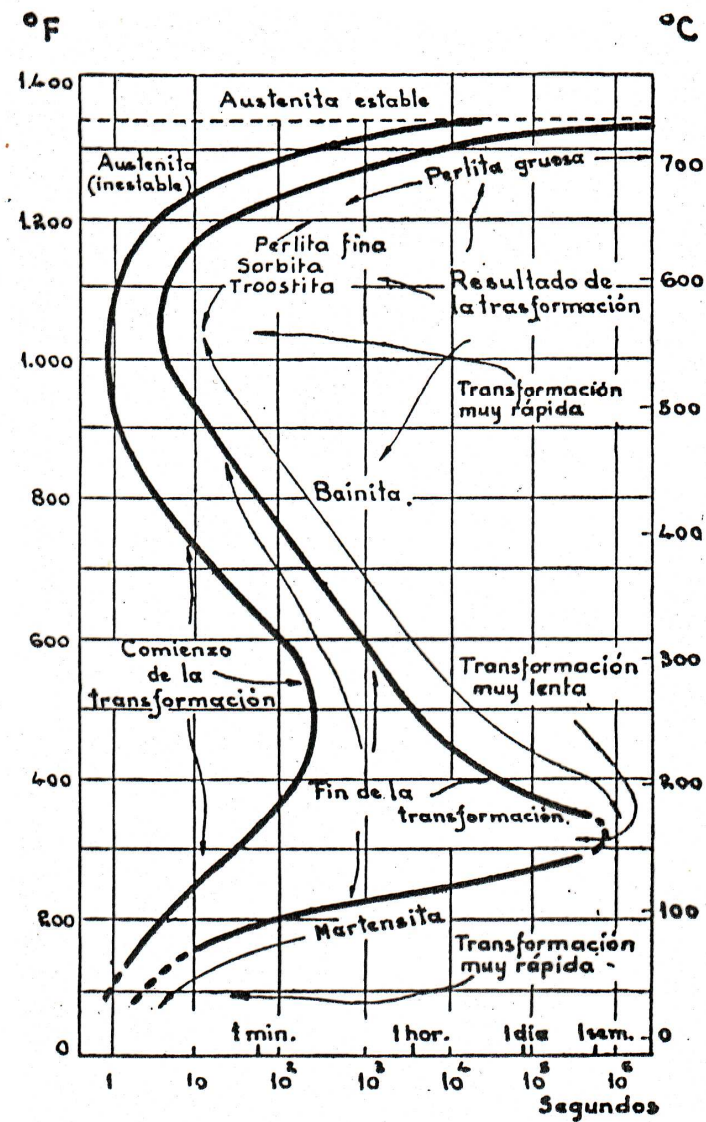 °F
°C
1.400
Austenita estable
Austenita
(inestable)
700
Perlita gruesa
1.200
Perlita fina
Sorbita
Troostita
Resultado de
la trasformación
600
1.000
Transformación
muy rápida
500
Bainita.
800
400
600
Comienzo
de la
transformación
Transformación
muy lenta
300
400
Fin de la
transformación.
200
200
Martensita
100
Transformación
muy rápida
1 min.
1 hor.
1 día
1 sem.
0
0
1
10
10²
10³
10⁴
10⁵
10⁶
Segundos